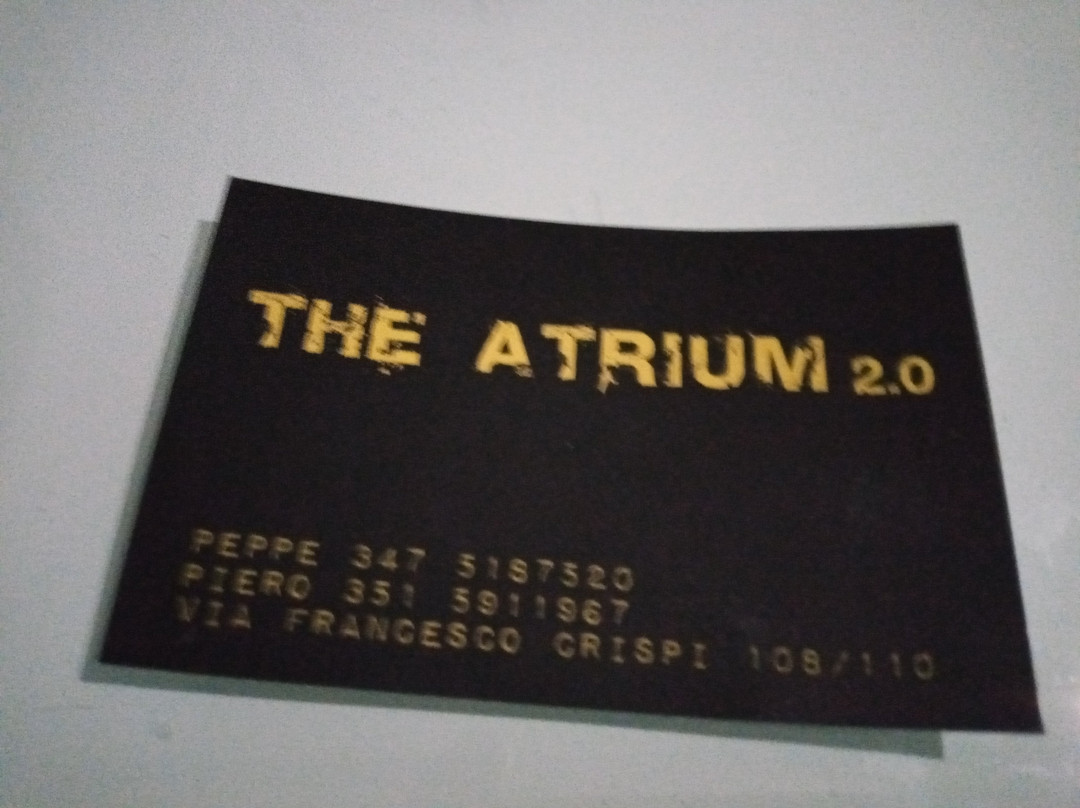 THE ATRIUM 2.0
PEPPE 347 5187520
PIERO 351 5911967
VIA FRANCESCO CRISPI 108/110